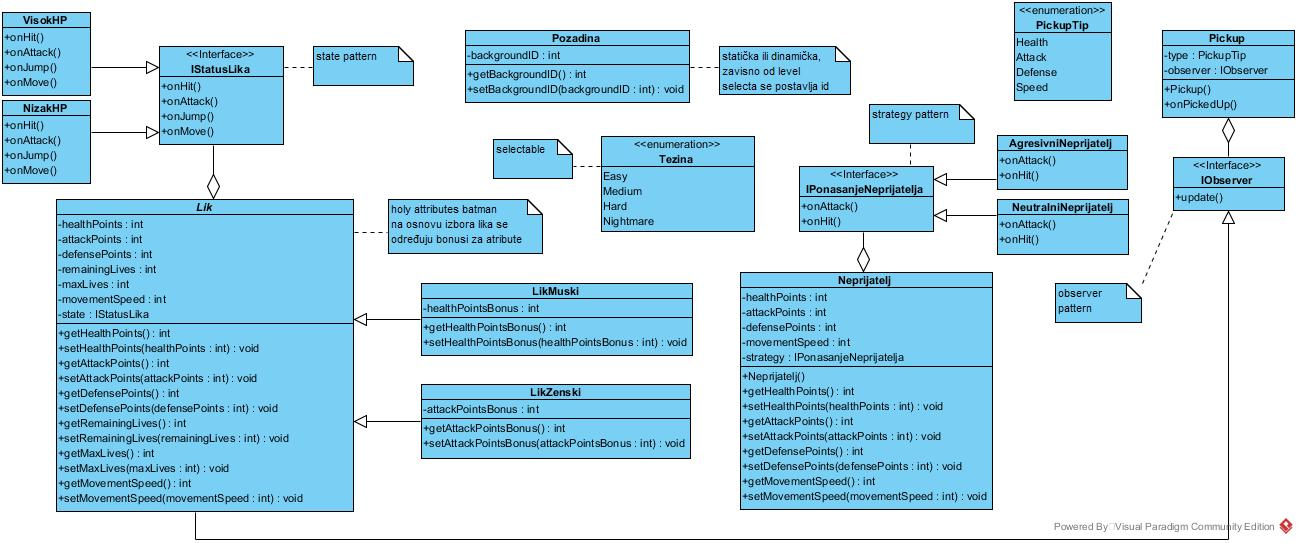 VisokHP
+onHit()
+onAttack()
+onJump()
+onMove()
NizakHP
+onHit()
+onAttack()
+onJump()
+onMove()
<<Interface>>
IStatusLika
+onHit()
+onAttack()
+onJump()
+onMove()
state pattern
Pozadina
-backgroundID : int
+getBackgroundID() : int
+setBackgroundID(backgroundID : int) : void
statička ili dinamička,
zavisno od level
selecta se postavlja id
<<enumeration>>
PickupTip
Health
Attack
Defense
Speed
Pickup
-type : PickupTip
-observer : IObserver
+Pickup()
+onPickedUp()
selectable
<<enumeration>>
Tezina
Easy
Medium
Hard
Nightmare
strategy pattern
<<Interface>>
IPonasanjeNeprijatelja
+onAttack()
+onHit()
AgresivniNeprijatelj
+onAttack()
+onHit()
NeutralniNeprijatelj
+onAttack()
+onHit()
<<Interface>>
IObserver
+update()
observer
pattern
Lik
-healthPoints : int
-attackPoints : int
-defensePoints : int
-remainingLives : int
-maxLives : int
-movementSpeed : int
-state : IStatusLika
+getHealthPoints() : int
+setHealthPoints(healthPoints : int) : void
+getAttackPoints() : int
+setAttackPoints(attackPoints : int) : void
+getDefensePoints() : int
+setDefensePoints(defensePoints : int) : void
+getRemainingLives() : int
+setRemainingLives(remainingLives : int) : void
+getMaxLives() : int
+setMaxLives(maxLives : int) : void
+getMovementSpeed() : int
+setMovementSpeed(movementSpeed : int) : void
holy attributes batman
na osnovu izbora lika se
određuju bonusi za atribute
LikMuski
-healthPointsBonus : int
+getHealthPointsBonus() : int
+setHealthPointsBonus(healthPointsBonus : int) : void
LikZenski
-attackPointsBonus : int
+getAttackPointsBonus() : int
+setAttackPointsBonus(attackPointsBonus : int) : void
Neprijatelj
-healthPoints : int
-attackPoints : int
-defensePoints : int
-movementSpeed : int
-strategy : IPonasanjeNeprijatelja
+Neprijatelj()
+getHealthPoints() : int
+setHealthPoints(healthPoints : int) : void
+getAttackPoints() : int
+setAttackPoints(attackPoints : int) : void
+getDefensePoints() : int
+setDefensePoints(defensePoints : int) : void
+getMovementSpeed() : int
+setMovementSpeed(movementSpeed : int) : void
Powered By Visual Paradigm Community Edition